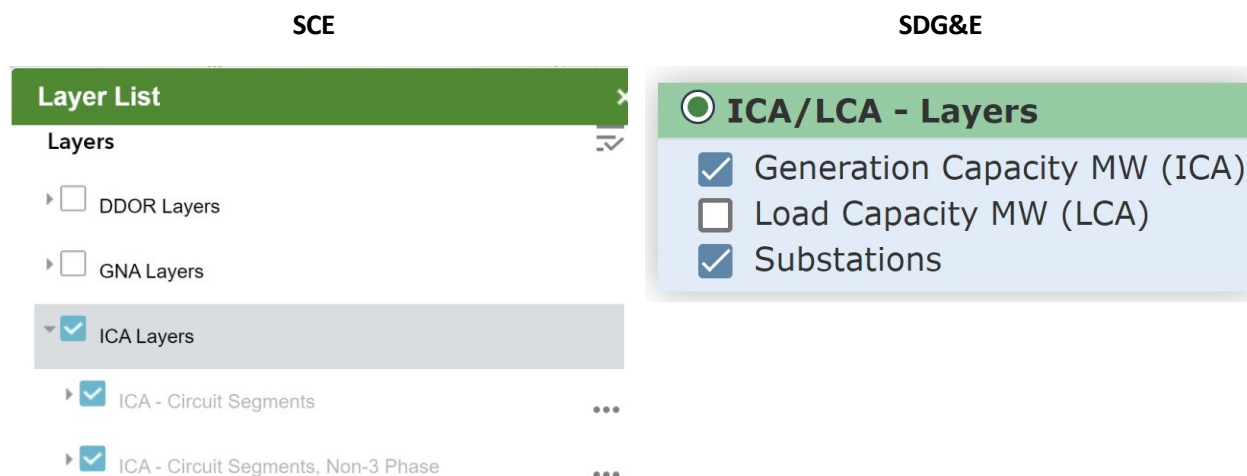 SCE
Layer List
Layers
DDOR Layers
GNA Layers
ICA Layers
ICA - Circuit Segments
ICA - Circuit Segments, Non-3 Phase
SDG&E
ICA/LCA - Layers
Generation Capacity MW (ICA)
Load Capacity MW (LCA)
Substations